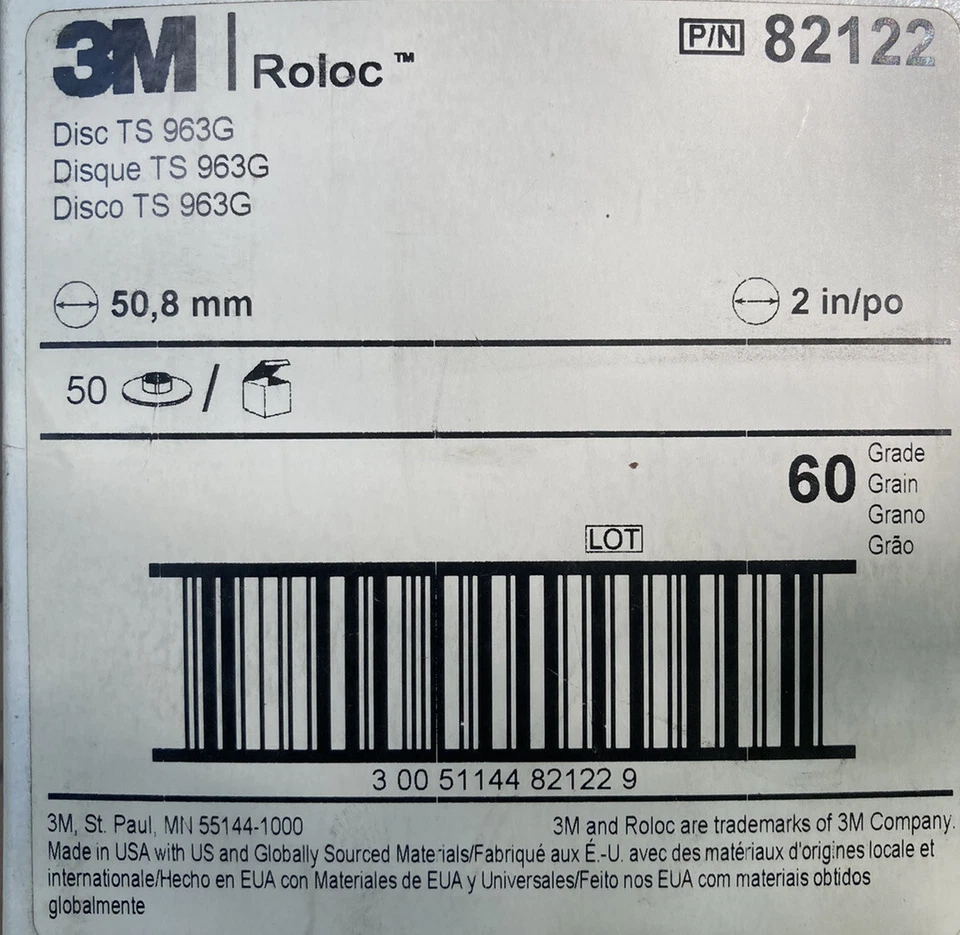 3M | Roloc™
P/N 82122
Disc TS 963G
Disque TS 963G
Disco TS 963G
50,8 mm
2 in/po
50 /
60
Grade
Grain
Grano
Grão
LOT
3 00 51144 82122 9
3M, St. Paul, MN 55144-1000
3M and Roloc are trademarks of 3M Company.
Made in USA with US and Globally Sourced Materials/Fabriqué aux É.-U. avec des matériaux d'origines locale et
internationale/Hecho en EUA con Materiales de EUA y Universales/Feito nos EUA com materiais obtidos
globalmente